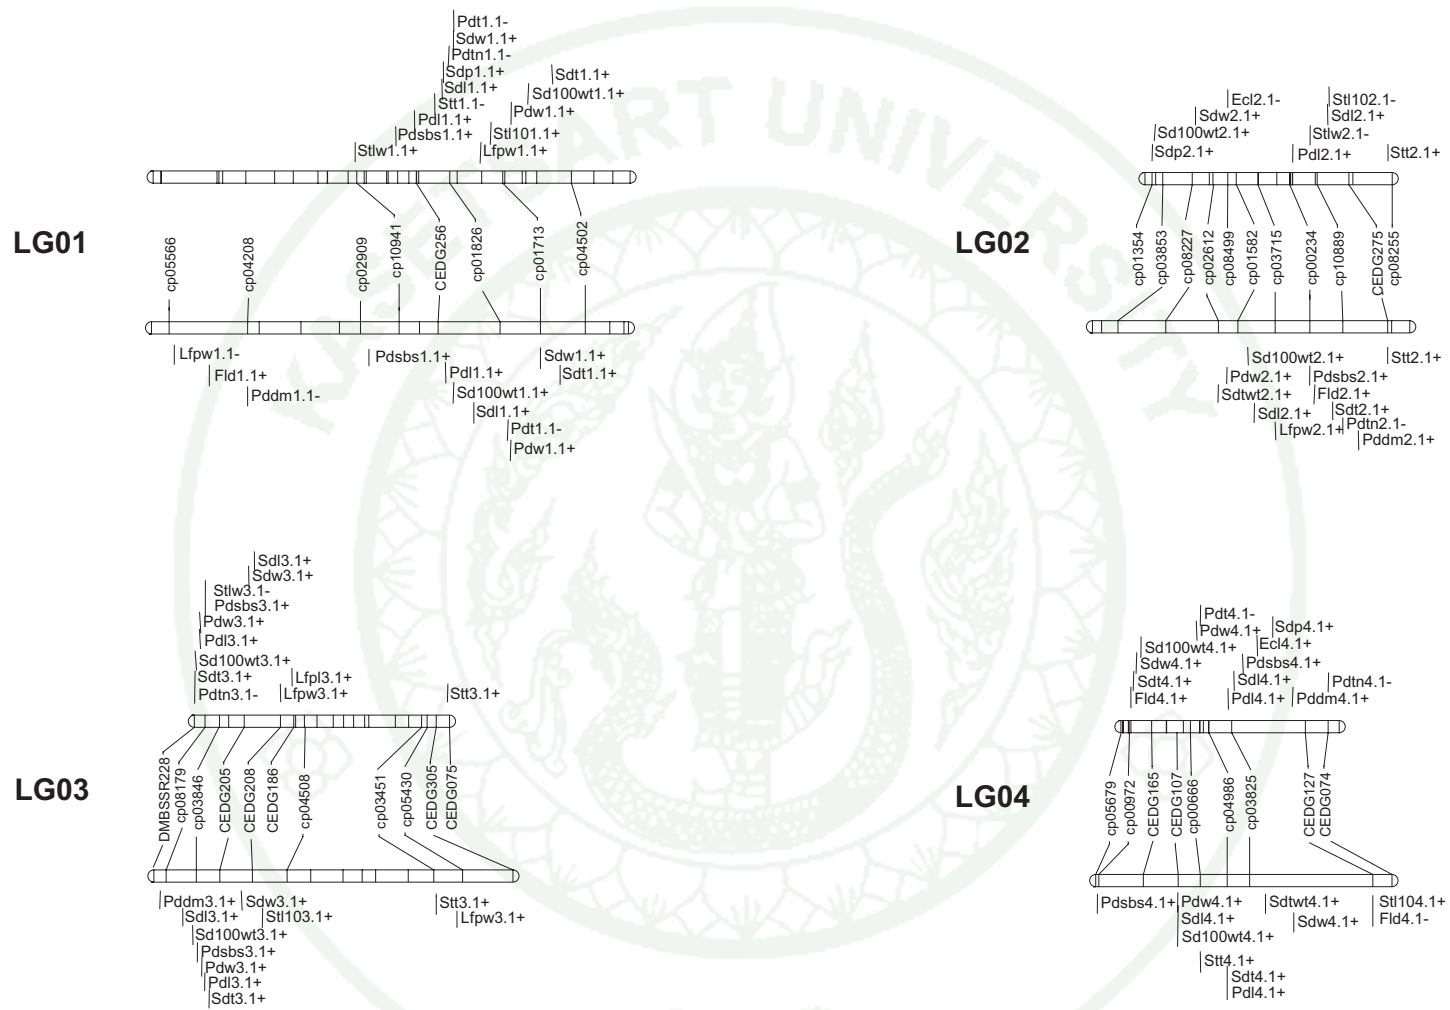 KASETSART UNIVERSITY
LG01
Pdt1.1-
Sdw1.1+
Pdtn1.1-
Sdp1.1+
Sdl1.1+
Stt1.1-
Pdl1.1+
Pdsbs1.1+
Stlw1.1+
Sdt1.1+
Sd100wt1.1+
Pdw1.1+
Stl101.1+
Lfpw1.1+
cp05566
cp04208
cp02909
cp10941
CEDG256
cp01826
cp01713
cp04502
Lfpw1.1-
Fld1.1+
Pddm1.1-
Pdsbs1.1+
Pdl1.1+
Sd100wt1.1+
Sdl1.1+
Pdt1.1-
Pdw1.1+
Sdw1.1+
Sdt1.1+
LG02
Ecl2.1-
Sdw2.1+
Sd100wt2.1+
Sdp2.1+
Stl102.1-
Sdl2.1+
Stlw2.1-
Pdl2.1+
Stt2.1+
cp01354
cp03853
cp08227
cp02612
cp08499
cp01582
cp03715
cp00234
cp10889
CEDG275
cp08255
Sd100wt2.1+
Pdw2.1+
Sdtwt2.1+
Sdl2.1+
Lfpw2.1+
Pdsbs2.1+
Fld2.1+
Sdt2.1+
Pdtn2.1-
Pddm2.1+
Stt2.1+
LG03
Sdl3.1+
Sdw3.1+
Stlw3.1-
Pdsbs3.1+
Pdw3.1+
Pdl3.1+
Sd100wt3.1+
Sdt3.1+
Pdtn3.1-
Lfpl3.1+
Lfpw3.1+
Stt3.1+
DMBSSR228
cp08179
cp03846
CEDG205
CEDG208
CEDG186
cp04508
cp03451
cp05430
CEDG305
CEDG075
Pddm3.1+
Sdl3.1+
Sd100wt3.1+
Pdsbs3.1+
Pdw3.1+
Pdl3.1+
Sdt3.1+
Sdw3.1+
Stl103.1+
Stt3.1+
Lfpw3.1+
LG04
Pdt4.1-
Pdw4.1+
Sd100wt4.1+
Sdw4.1+
Sdt4.1+
Fld4.1+
Sdp4.1+
Ecl4.1+
Pdsbs4.1+
Sdl4.1+
Pdl4.1+
Pdtn4.1-
Pddm4.1+
cp05679
cp00972
CEDG165
CEDG107
cp00666
cp04986
cp03825
CEDG127
CEDG074
Pdsbs4.1+
Pdw4.1+
Sdl4.1+
Sd100wt4.1+
Stt4.1+
Sdt4.1+
Pdl4.1+
Sdtwt4.1+
Sdw4.1+
Stl104.1+
Fld4.1-